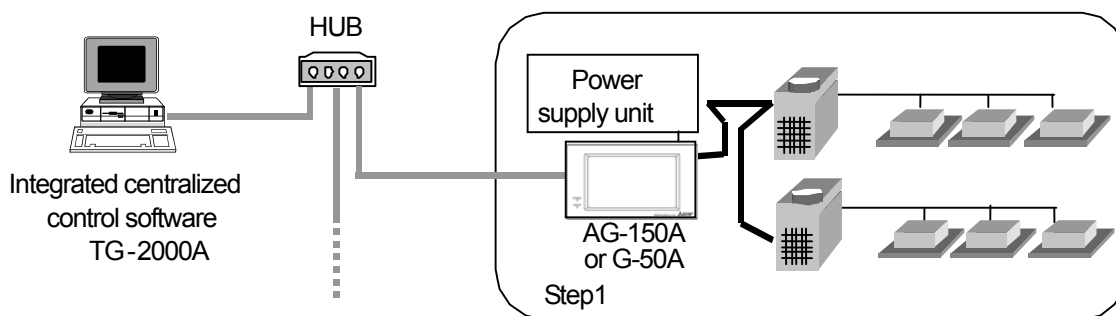 HUB
Power
supply unit
Integrated centralized
control software
TG-2000A
AG-150A
or G-50A
Step1